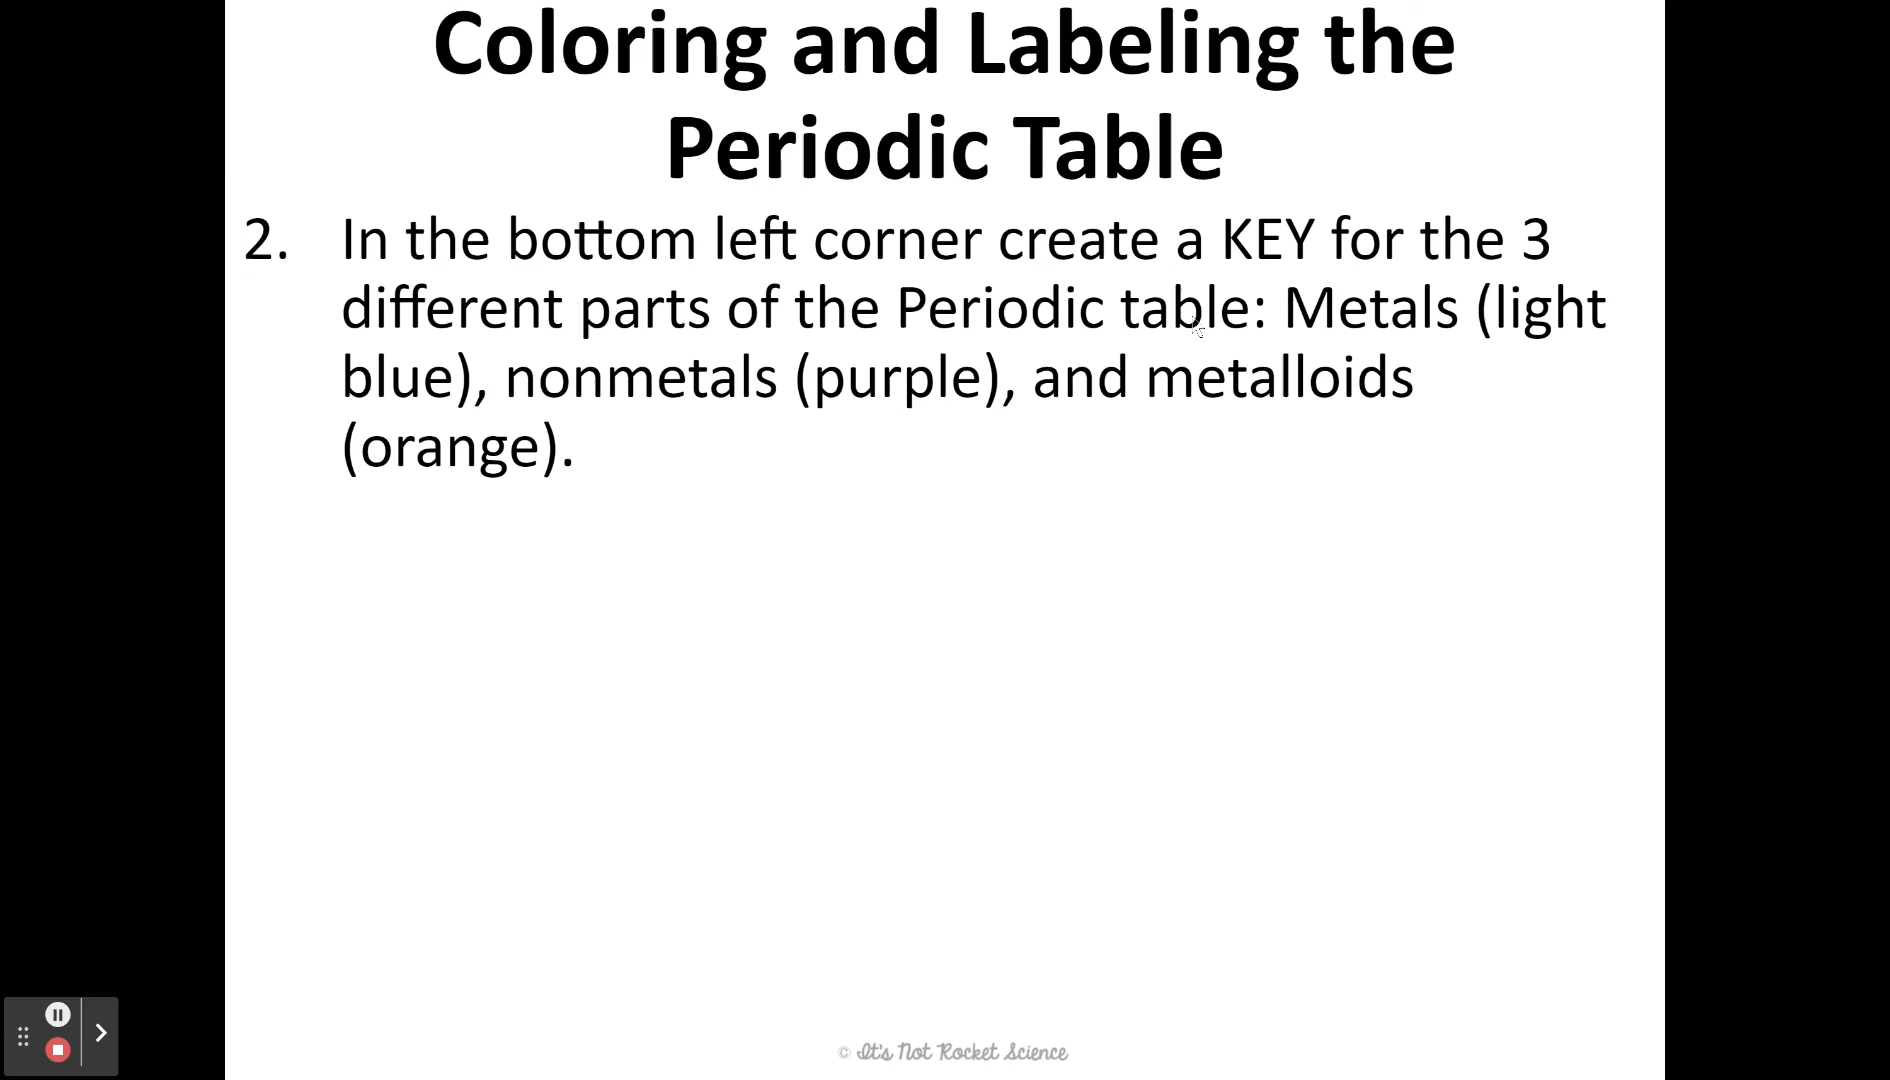 Coloring and Labeling the
Periodic Table
2. In the bottom left corner create a KEY for the 3
different parts of the Periodic table: Metals (light
blue), nonmetals (purple), and metalloids
(orange).
© It's Not Rocket Science